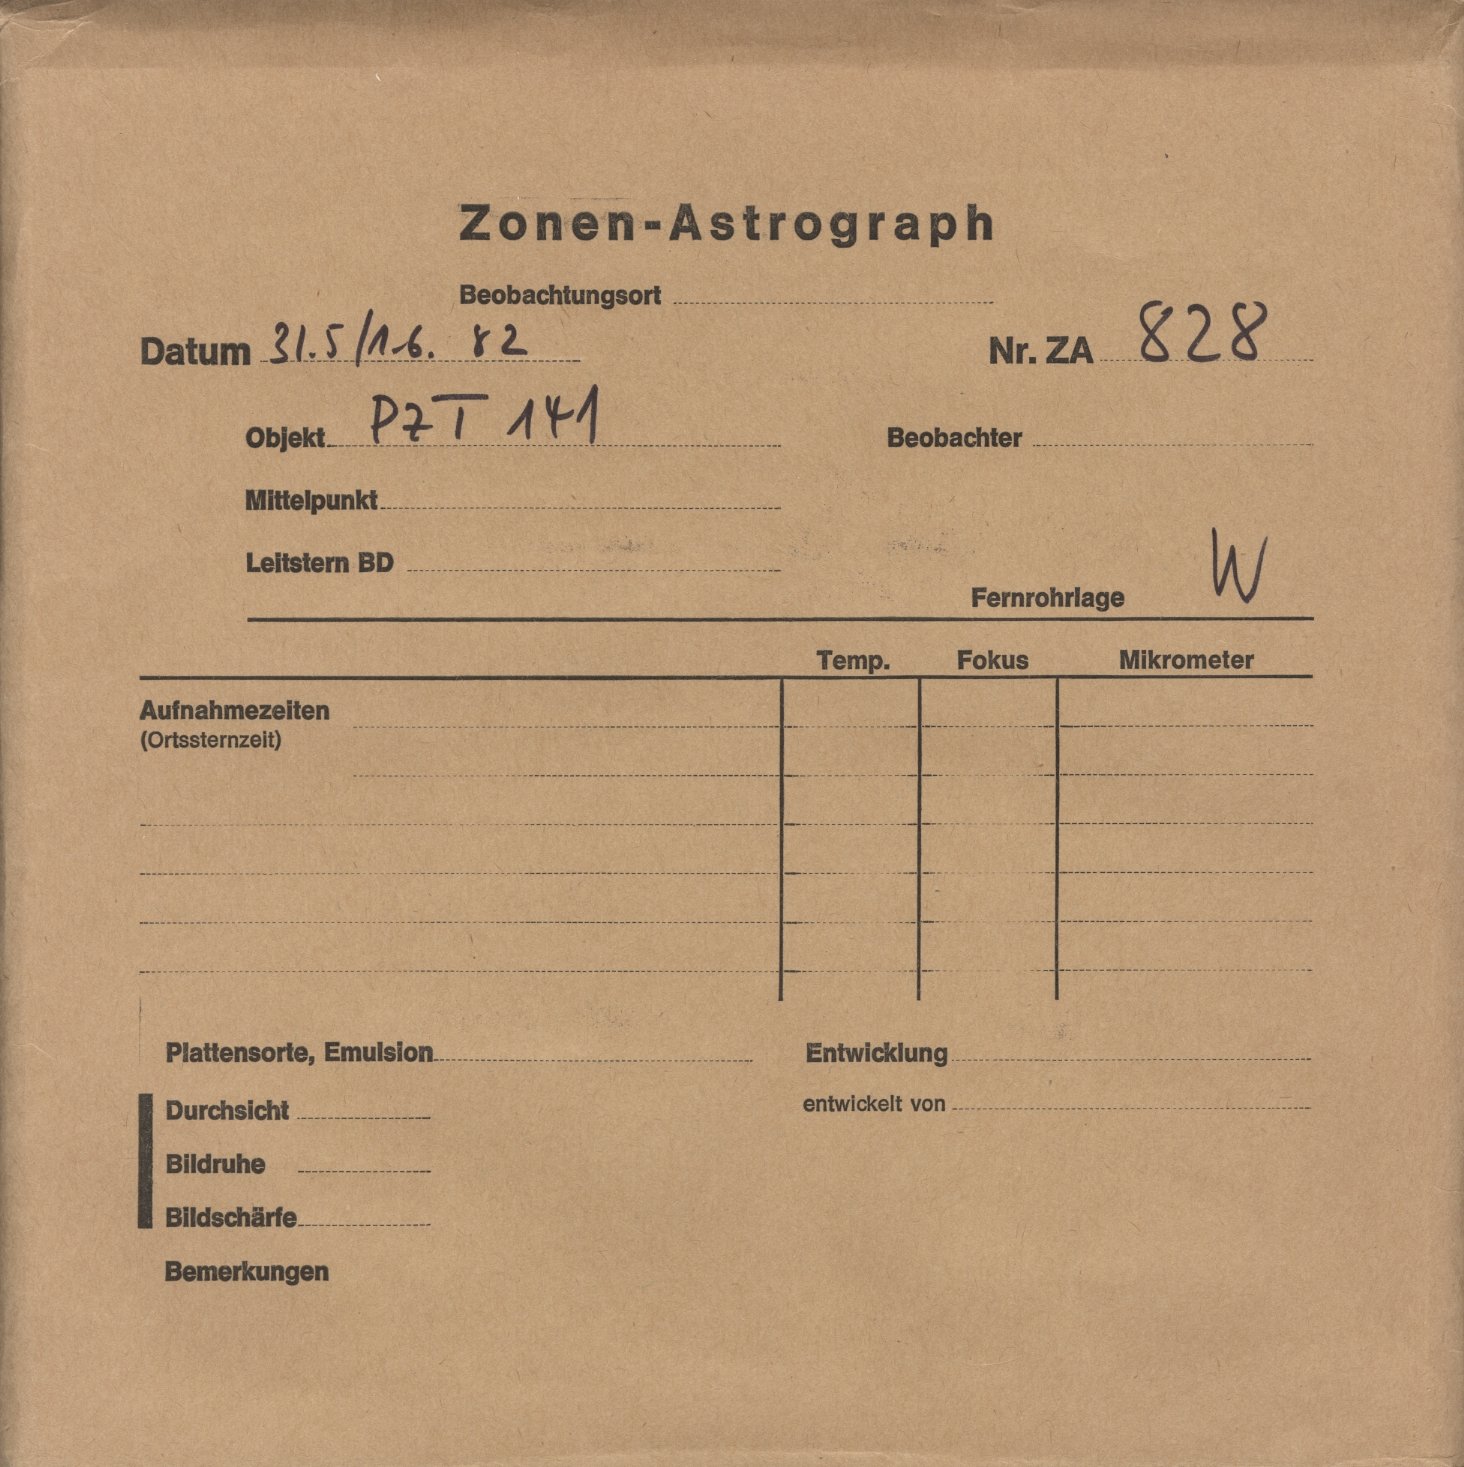 Zonen-Astrograph
Beobachtungsort
Datum 31.5/1.6. 82
Nr. ZA 828
Objekt PZT 141
Beobachter
Mittelpunkt
Leitstern BD
Fernrohrlage W
Temp. Fokus Mikrometer
Aufnahmezeiten
(Ortssternzeit)
Plattensorte, Emulsion
Entwicklung
Durchsicht
entwickelt von
Bildruhe
Bildschärfe
Bemerkungen